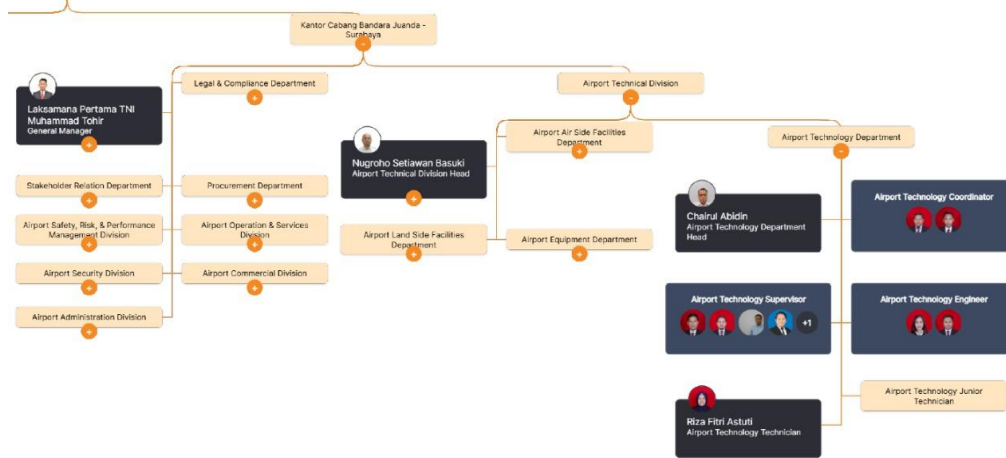 Kantor Cabang Bandara Juanda -
Surabaya
Laksamana Pertama TNI
Muhammad Tohir
General Manager
Legal & Compliance Department
Stakeholder Relation Department
Procurement Department
Airport Safety, Risk, & Performance
Management Division
Airport Operation & Services
Division
Airport Security Division
Airport Commercial Division
Airport Administration Division
Airport Technical Division
Nugroho Setiawan Basuki
Airport Technical Division Head
Airport Air Side Facilities
Department
Airport Land Side Facilities
Department
Airport Equipment Department
Airport Technology Department
Chairul Abidin
Airport Technology Department
Head
Airport Technology Coordinator
Airport Technology Supervisor
+1
Airport Technology Engineer
Riza Fitri Astuti
Airport Technology Technician
Airport Technology Junior
Technician